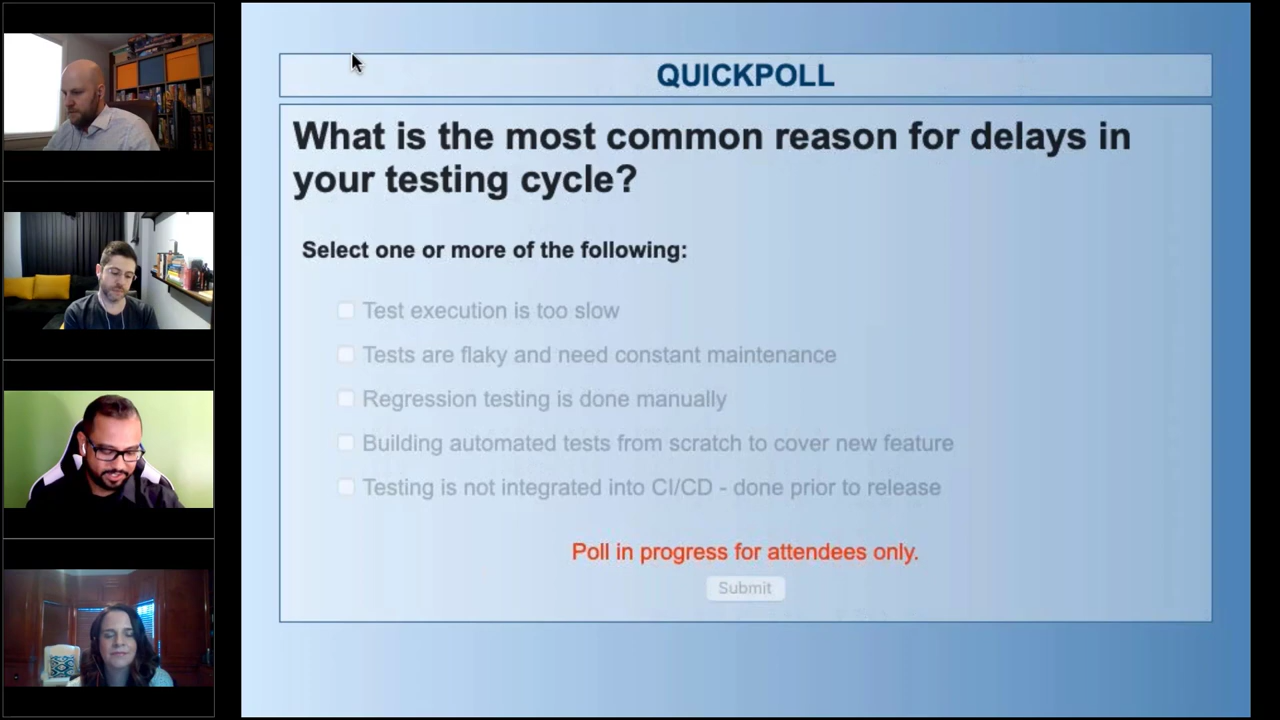 QUICKPOLL
What is the most common reason for delays in
your testing cycle?
Select one or more of the following:
Test execution is too slow
Tests are flaky and need constant maintenance
Regression testing is done manually
Building automated tests from scratch to cover new feature
Testing is not integrated into CI/CD - done prior to release
Poll in progress for attendees only.
Submit